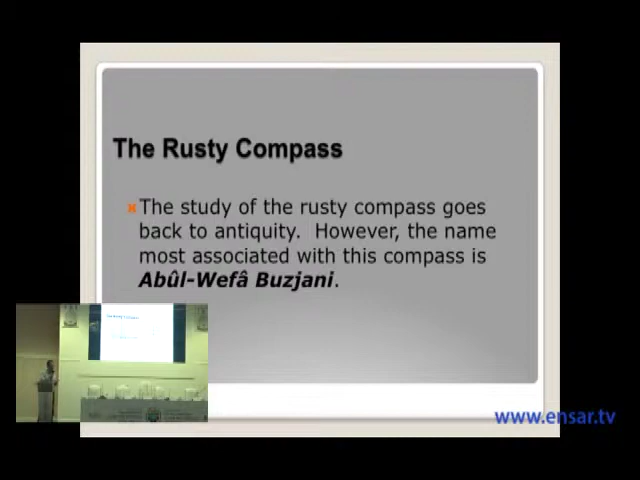 The Rusty Compass
The study of the rusty compass goes
back to antiquity. However, the name
most associated with this compass is
Abûl-Wefâ Buzjani.
www.ensar.tv